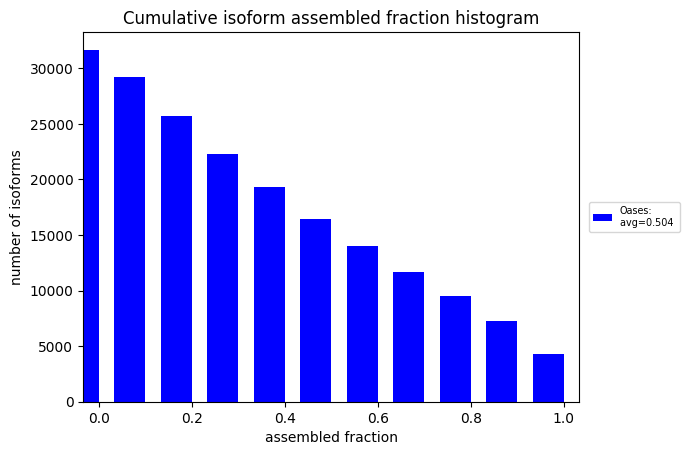 Cumulative isoform assembled fraction histogram
number of isoforms
30000
25000
20000
15000
10000
5000
0
0.0 0.2 0.4 0.6 0.8 1.0
assembled fraction
Oases:
avg=0.504